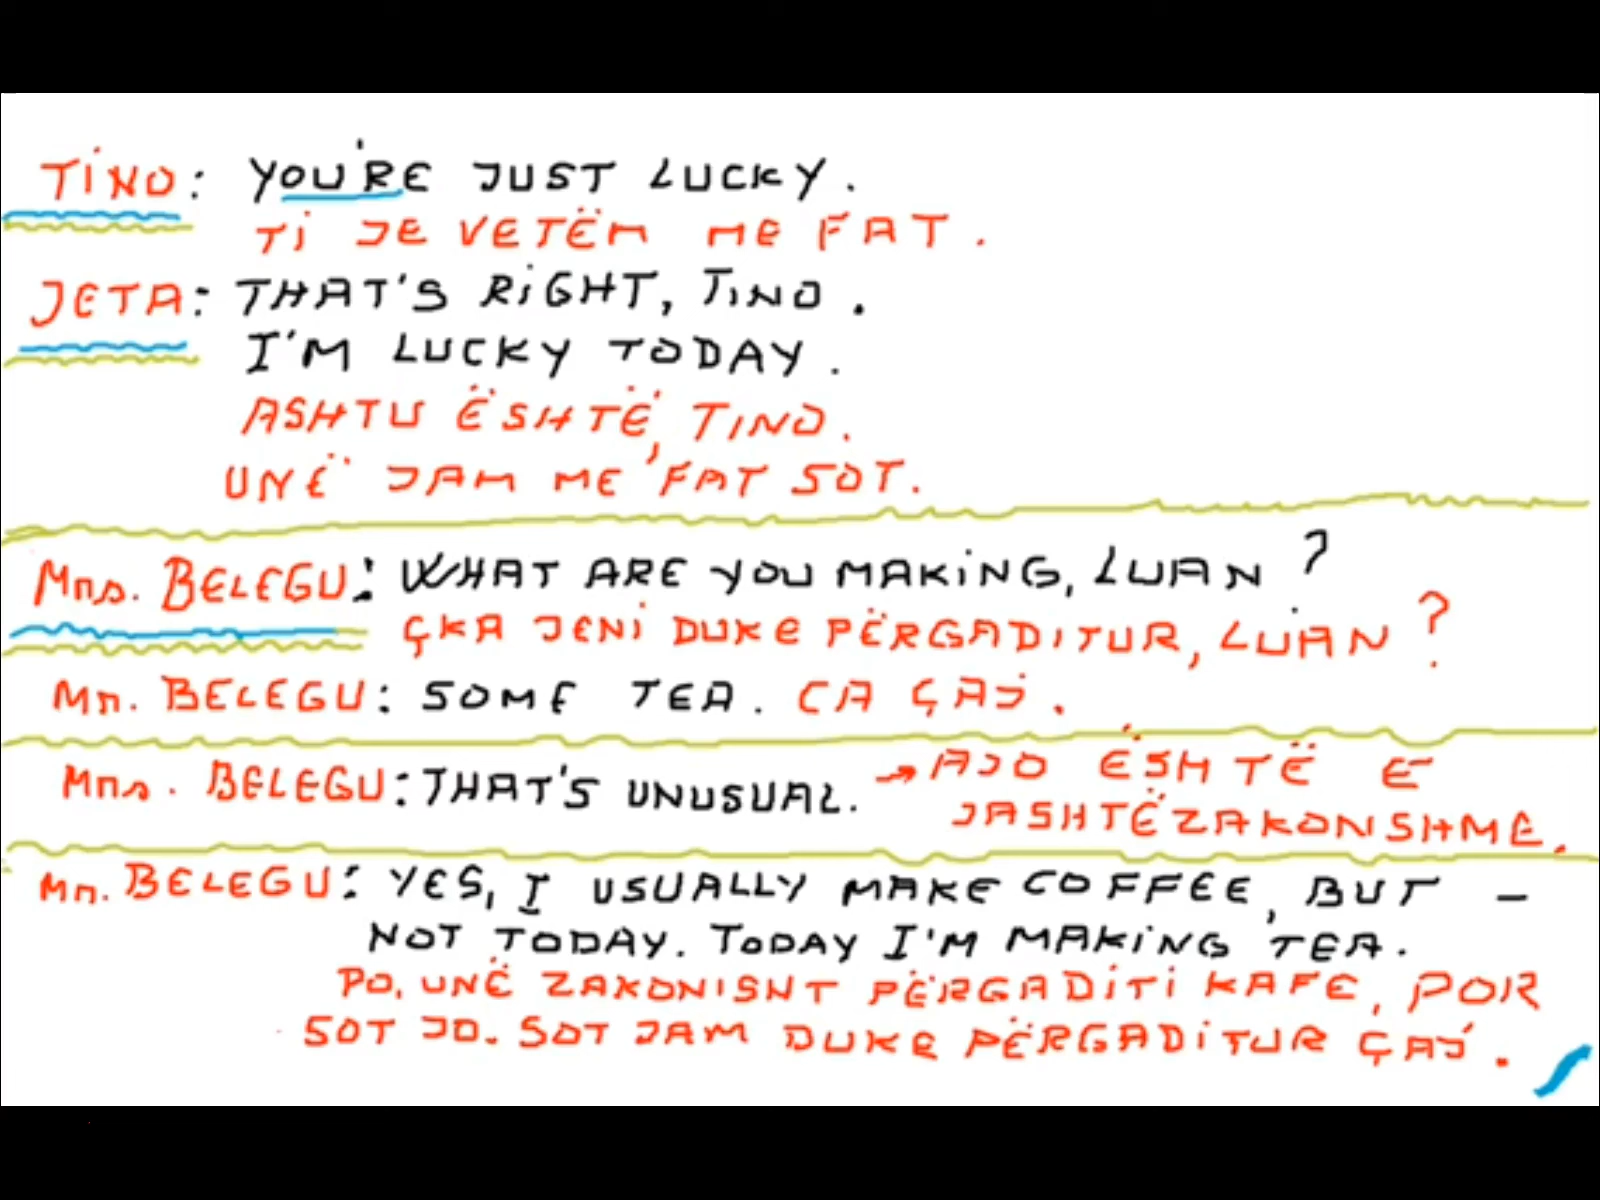 TINO: YOU'RE JUST LUCKY.
TI JE VETËM ME FAT.
JETA: THAT'S RIGHT, TINO.
I'M LUCKY TODAY.
ASHTU ËSHTË, TINO.
UNË JAM ME FAT SOT.
Mrs. BELEGU: WHAT ARE YOU MAKING, LUAN?
ÇKA JENI DUKE PËRGADITUR, LUAN?
Mr. BELEGU: SOME TEA. CA ÇAJ.
Mrs. BELEGU: THAT'S UNUSUAL. → AJO ËSHTË E
JASHTËZAKONSHME.
Mr. BELEGU: YES, I USUALLY MAKE COFFEE, BUT –
NOT TODAY. TODAY I'M MAKING TEA.
PO, UNË ZAKONISHT PËRGADITI KAFE, POR
SOT JO. SOT JAM DUKE PËRGADITUR ÇAJ.